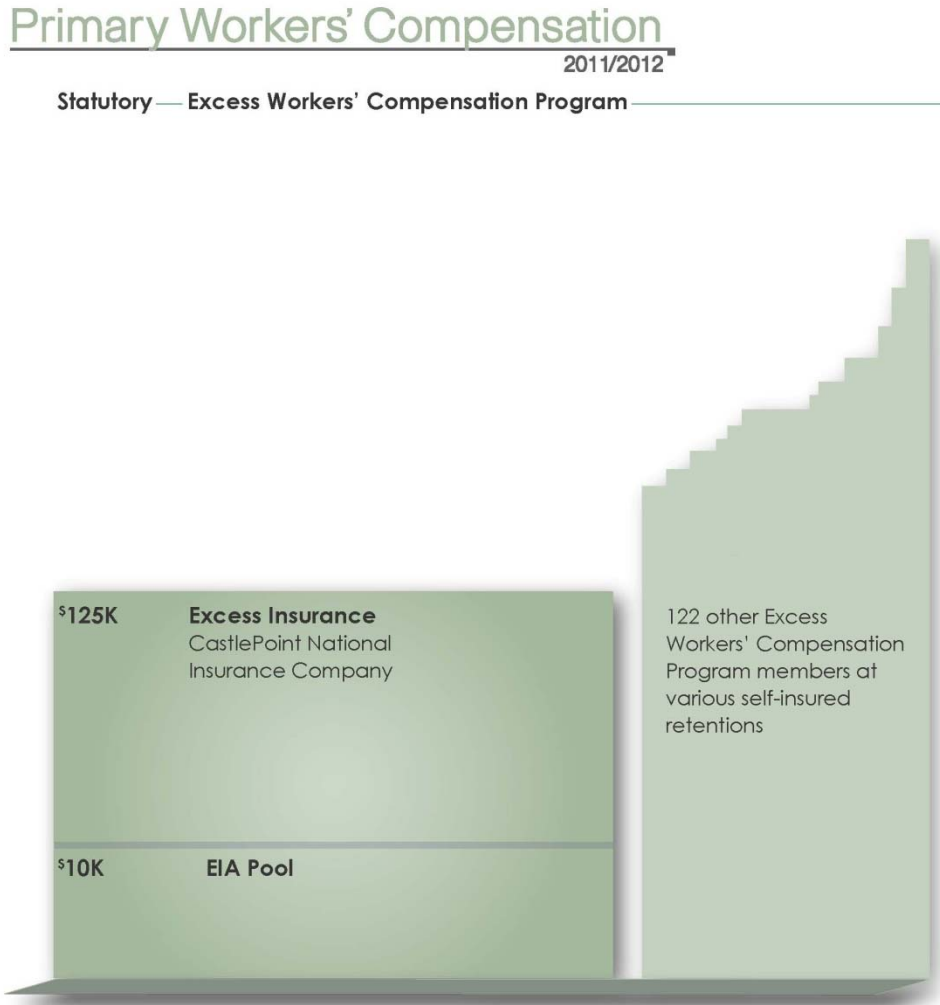 Primary Workers' Compensation
2011/2012
Statutory — Excess Workers' Compensation Program
$125K Excess Insurance
CastlePoint National
Insurance Company
122 other Excess
Workers' Compensation
Program members at
various self-insured
retentions
$10K EIA Pool